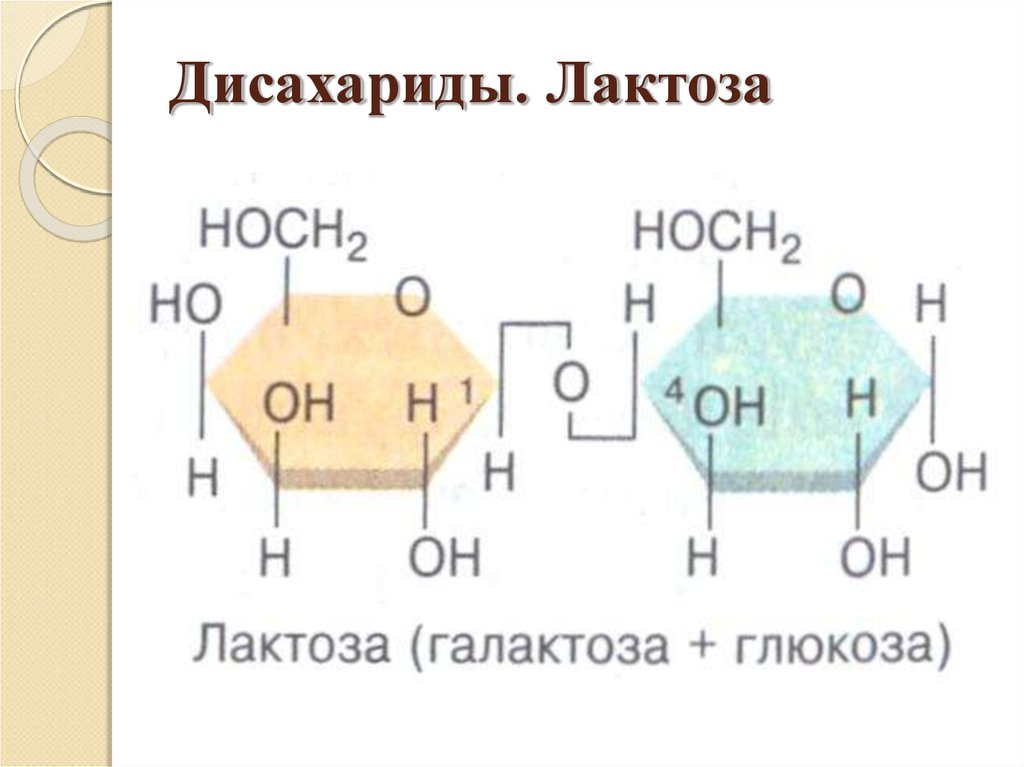 Дисахариды. Лактоза
HOCH₂ HOCH₂
HO O H O H
OH H 1 O 4 OH H
H H OH
H OH H OH
Лактоза (галактоза + глюкоза)